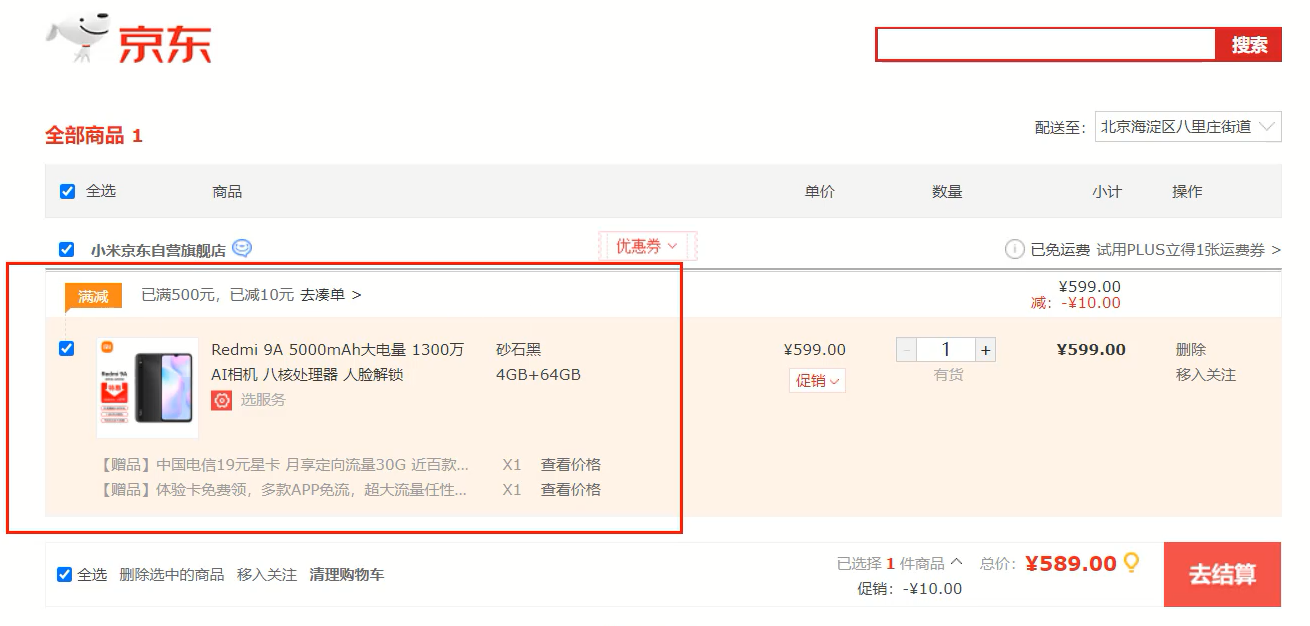 京东
搜索
全部商品 1
配送至： 北京海淀区八里庄街道
全选 商品 单价 数量 小计 操作
小米京东自营旗舰店 优惠券 已免运费 试用PLUS立得1张运费券 >
满减 已满500元，已减10元 去凑单 > ¥599.00
减： -¥10.00
Redmi 9A 5000mAh大电量 1300万 砂石黑 ¥599.00 - 1 + ¥599.00 删除
AI相机 八核处理器 人脸解锁 4GB+64GB 促销 有货 移入关注
Redmi 9A
选服务
【赠品】中国电信19元星卡 月享定向流量30G 近百款... X1 查看价格
【赠品】体验卡免费领，多款APP免流，超大流量任性... X1 查看价格
已选择 1 件商品 总价： ¥589.00 去结算
全选 删除选中的商品 移入关注 清理购物车
促销： -¥10.00